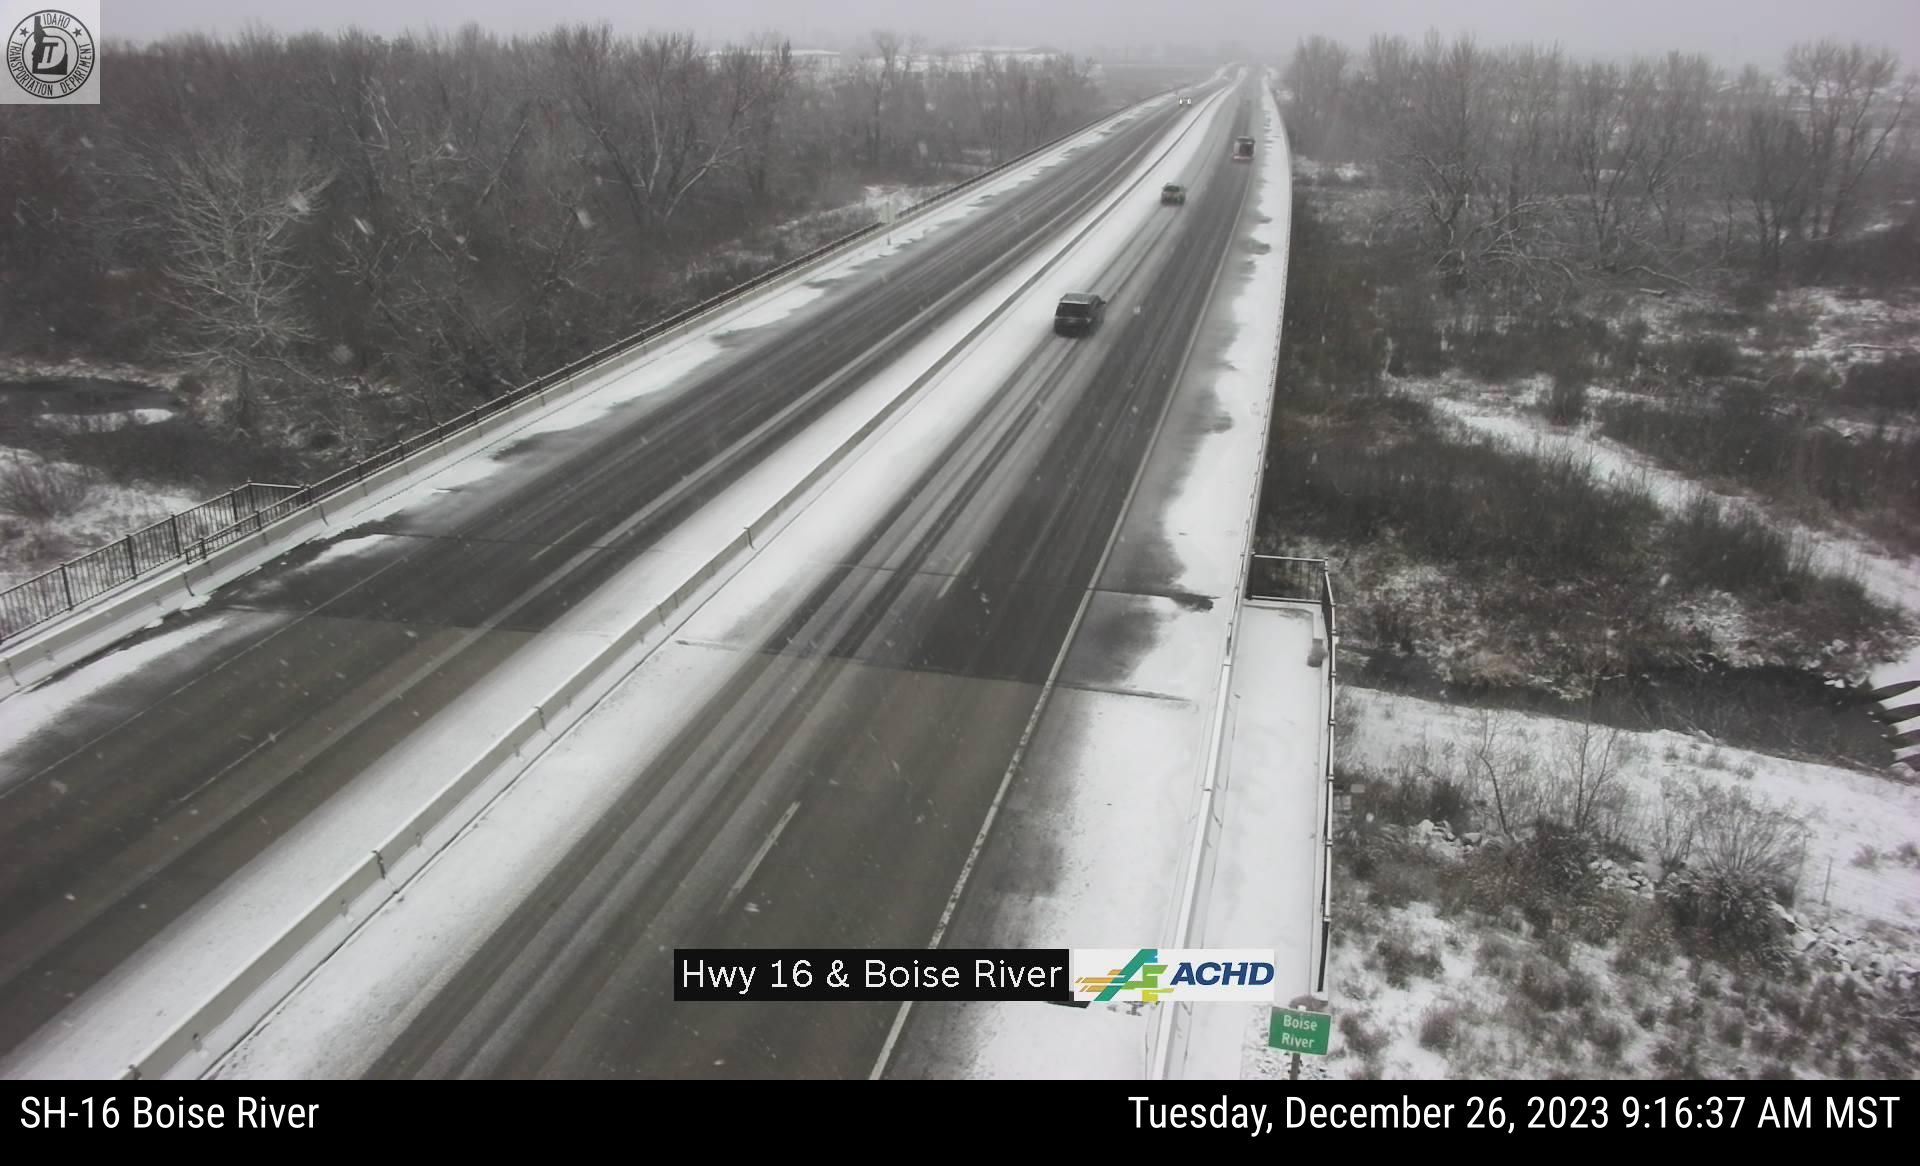 IDAHO
TRANSPORTATION DEPARTMENT
Hwy 16 & Boise River
ACHD
Boise
River
SH-16 Boise River
Tuesday, December 26, 2023 9:16:37 AM MST